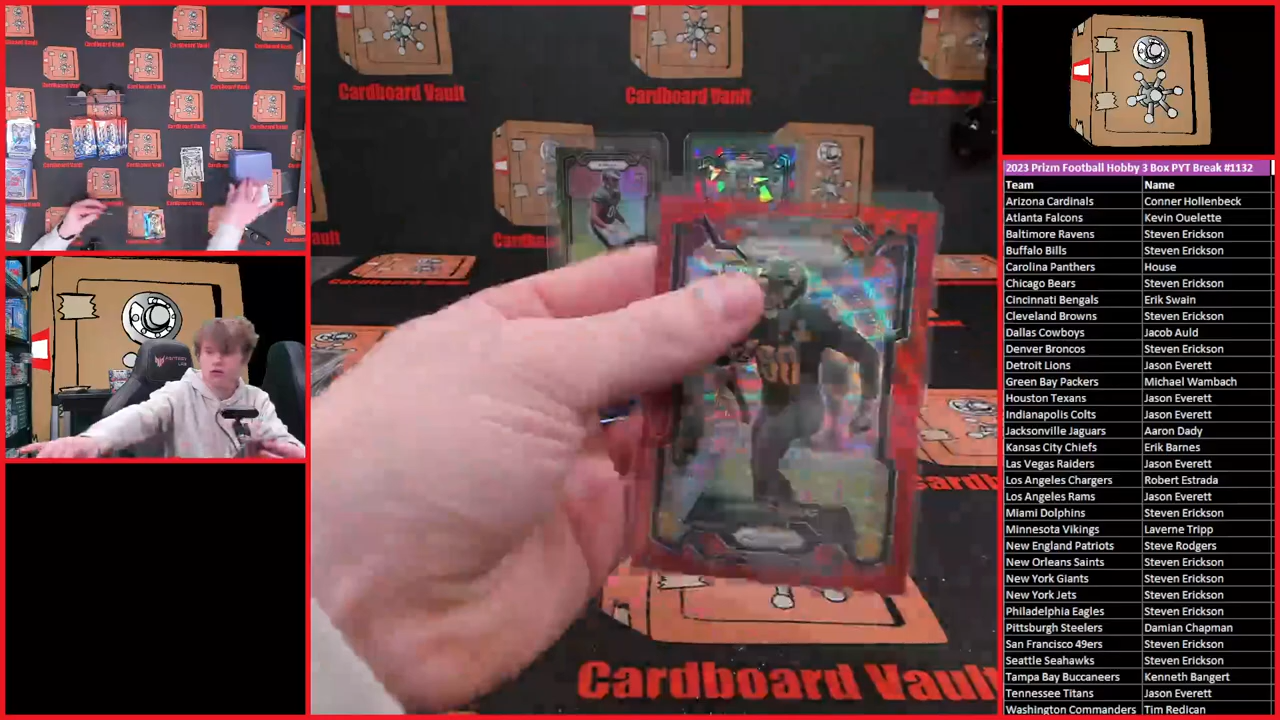 Cardboard Vault
Cardboard Vault
Cardboard Vault
2023 Prizm Football Hobby 3 Box PYT Break #1132
Team Name
Arizona Cardinals Conner Hollenbeck
Atlanta Falcons Kevin Ouelette
Baltimore Ravens Steven Erickson
Buffalo Bills Steven Erickson
Carolina Panthers House
Chicago Bears Steven Erickson
Cincinnati Bengals Erik Swain
Cleveland Browns Steven Erickson
Dallas Cowboys Jacob Auld
Denver Broncos Steven Erickson
Detroit Lions Jason Everett
Green Bay Packers Michael Wambach
Houston Texans Jason Everett
Indianapolis Colts Jason Everett
Jacksonville Jaguars Aaron Dady
Kansas City Chiefs Erik Barnes
Las Vegas Raiders Jason Everett
Los Angeles Chargers Robert Estrada
Los Angeles Rams Jason Everett
Miami Dolphins Steven Erickson
Minnesota Vikings Laverne Tripp
New England Patriots Steve Rodgers
New Orleans Saints Steven Erickson
New York Giants Steven Erickson
New York Jets Steven Erickson
Philadelphia Eagles Steven Erickson
Pittsburgh Steelers Damian Chapman
San Francisco 49ers Steven Erickson
Seattle Seahawks Steven Erickson
Tampa Bay Buccaneers Kenneth Bangert
Tennessee Titans Jason Everett
Washington Commanders Tim Redican